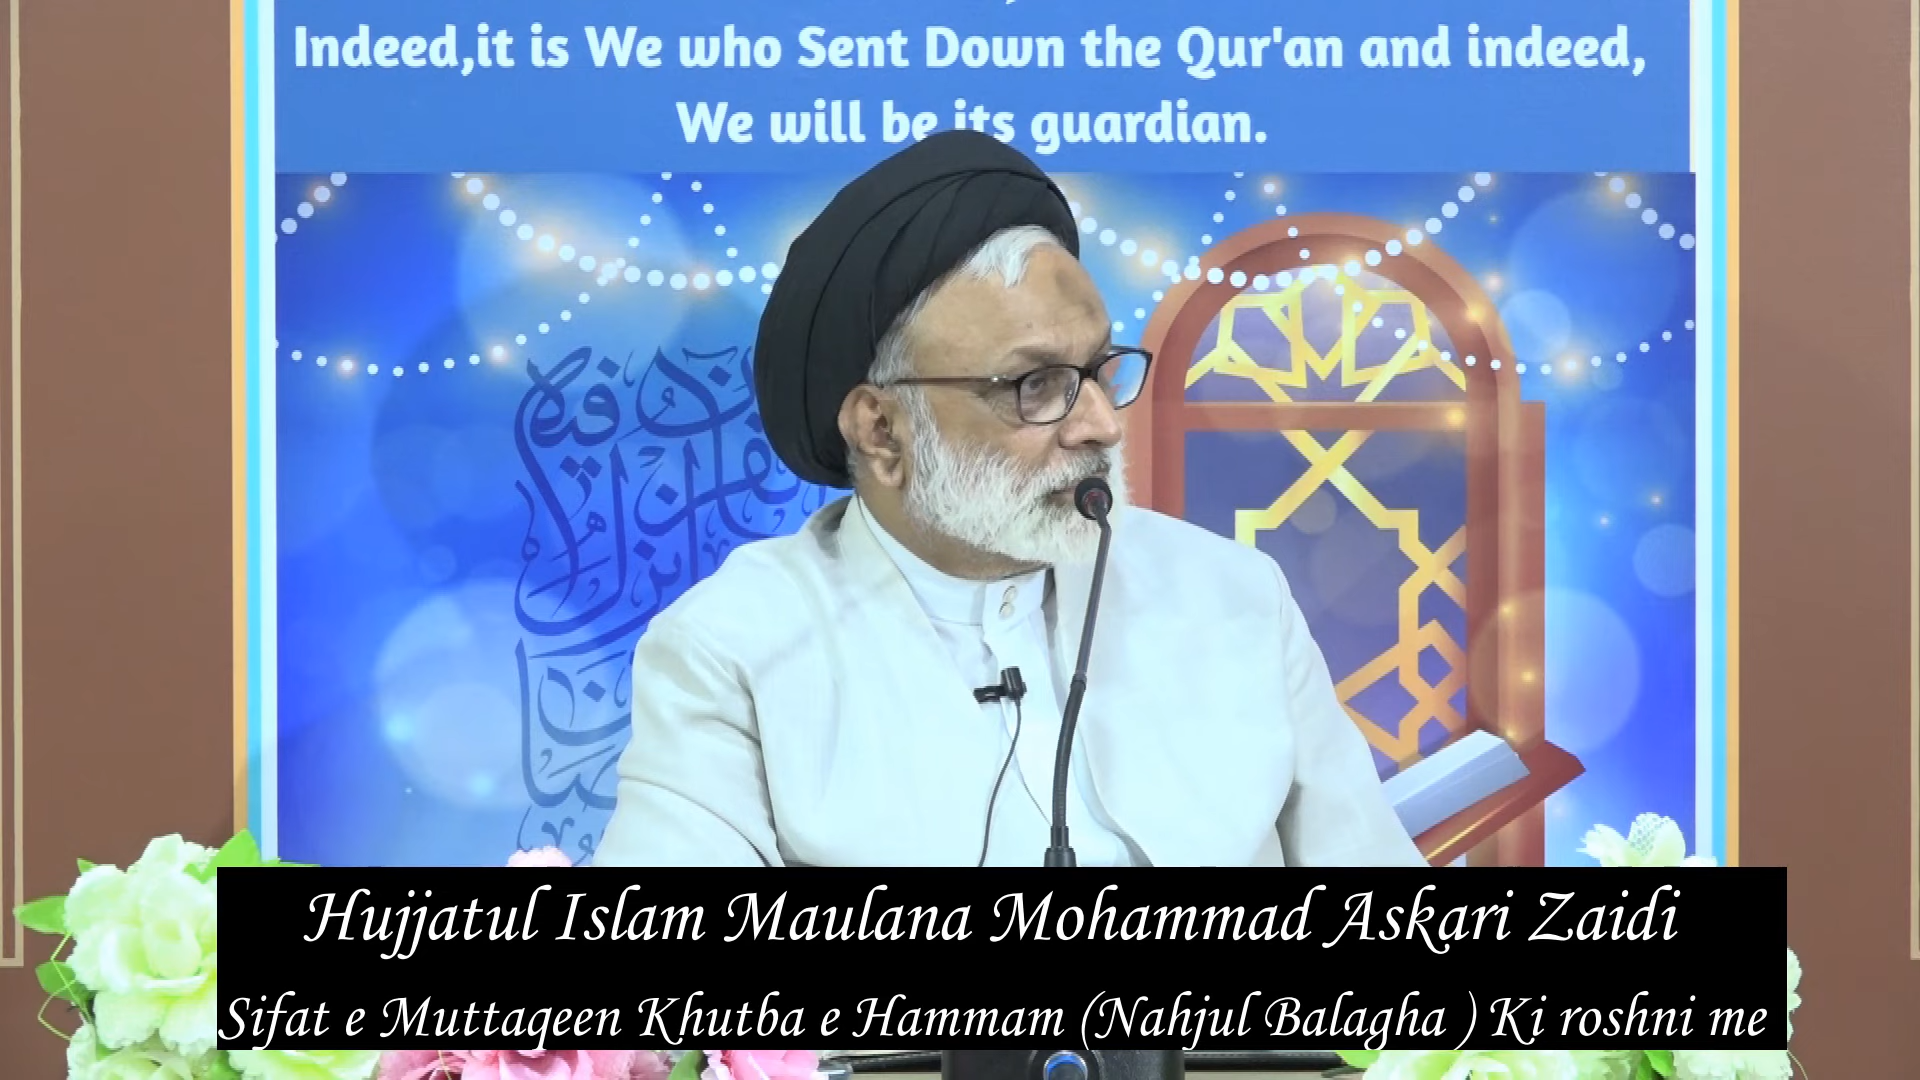 Indeed,it is We who Sent Down the Qur'an and indeed,
We will be its guardian.
Hujjatul Islam Maulana Mohammad Askari Zaidi
Sifat e Muttaqeen Khutba e Hammam (Nahjul Balagha ) Ki roshni me